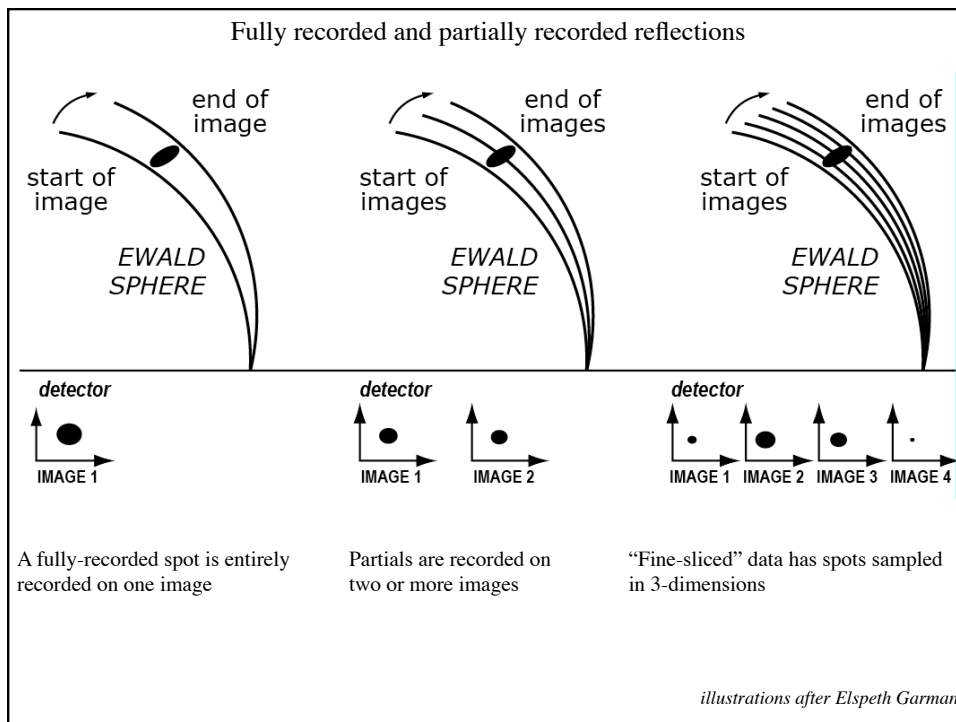 Fully recorded and partially recorded reflections
end of
image
start of
image
EWALD
SPHERE
detector
IMAGE 1
A fully-recorded spot is entirely
recorded on one image
end of
images
start of
images
EWALD
SPHERE
detector
IMAGE 1
IMAGE 2
Partials are recorded on
two or more images
end of
images
start of
images
EWALD
SPHERE
detector
IMAGE 1
IMAGE 2
IMAGE 3
IMAGE 4
“Fine-sliced” data has spots sampled
in 3-dimensions
illustrations after Elspeth Garman